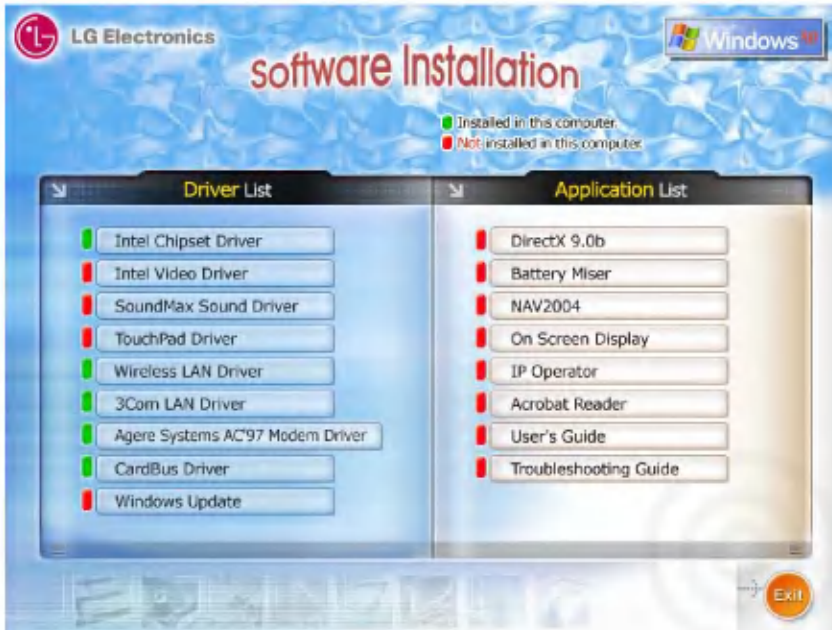 LG Electronics
Windows xp
Software Installation
Installed in this computer
Not installed in this computer
Driver List
Intel Chipset Driver
Intel Video Driver
SoundMax Sound Driver
TouchPad Driver
Wireless LAN Driver
3Com LAN Driver
Agere Systems AC'97 Modem Driver
CardBus Driver
Windows Update
Application List
DirectX 9.0b
Battery Miser
NAV2004
On Screen Display
IP Operator
Acrobat Reader
User's Guide
Troubleshooting Guide
Exit